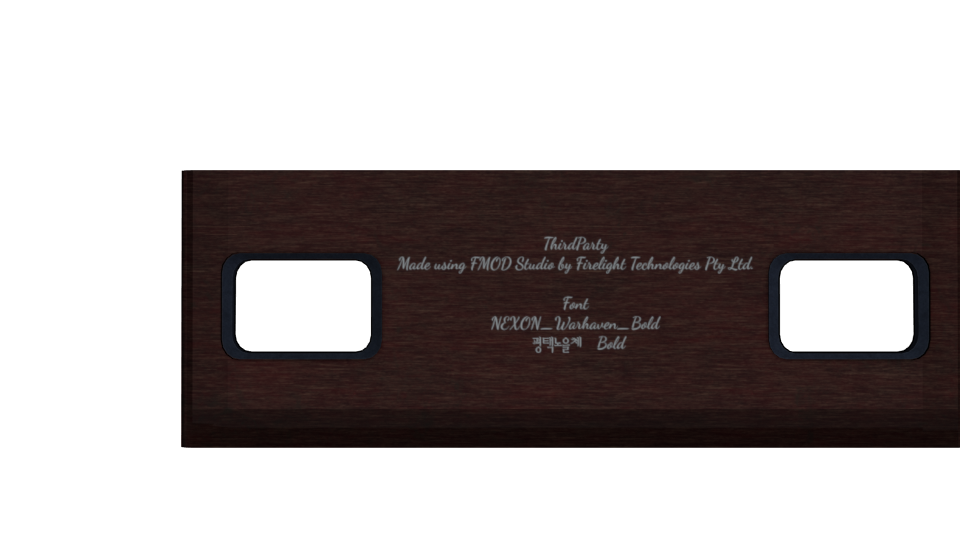 ThirdParty
Made using FMOD Studio by Firelight Technologies Pty Ltd.
Font
NEXON_Warhaven_Bold
평택노을체 Bold